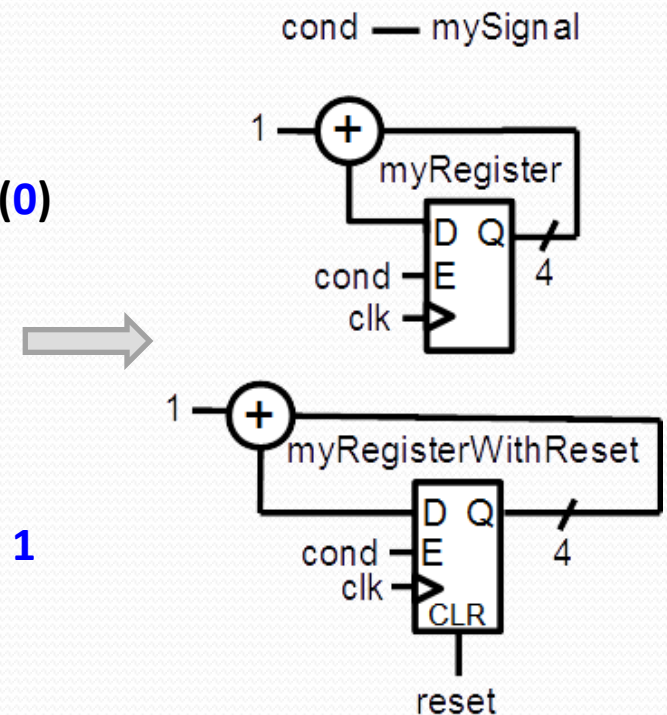 cond mySignal
1 +
myRegister
(0)
D Q
cond E 4
clk
1 +
myRegisterWithReset
D Q
1
cond E 4
clk
CLR
reset